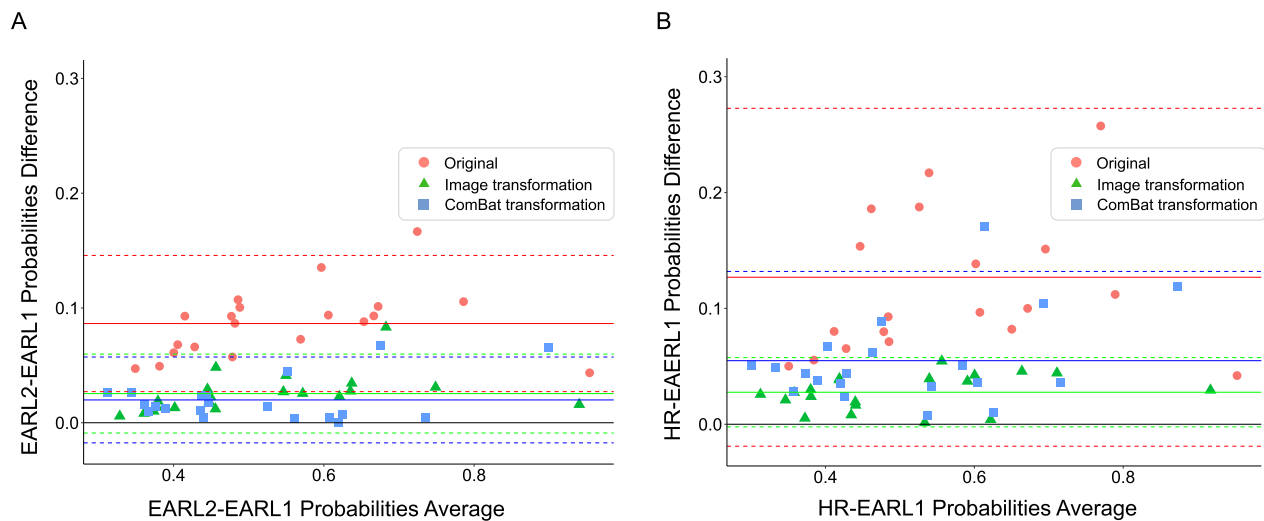 A
EARL2-EARL1 Probabilities Difference
0.3
0.2
0.1
0.0
Original
Image transformation
ComBat transformation
0.4
0.6
0.8
EARL2-EARL1 Probabilities Average
B
HR-EAERL1 Probabilities Difference
0.3
0.2
0.1
0.0
Original
Image transformation
ComBat transformation
0.4
0.6
0.8
HR-EARL1 Probabilities Average